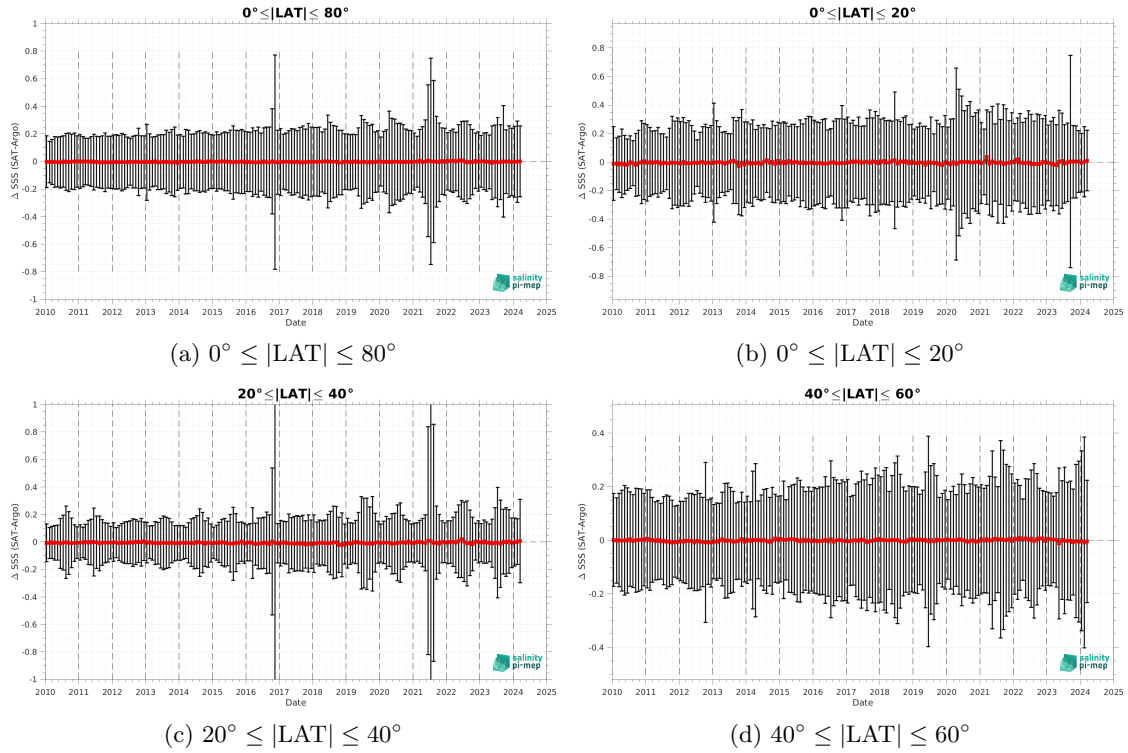 0°≤|LAT|≤ 80°
1
0.8
0.6
0.4
0.2
0
-0.2
-0.4
-0.6
-0.8
-1
Δ SSS (SAT-Argo)
2010 2011 2012 2013 2014 2015 2016 2017 2018 2019 2020 2021 2022 2023 2024 2025
Date
salinity
pi-mep
(a) 0° ≤ |LAT| ≤ 80°
0°≤|LAT|≤ 20°
0.8
0.6
0.4
0.2
0
-0.2
-0.4
-0.6
-0.8
Δ SSS (SAT-Argo)
2010 2011 2012 2013 2014 2015 2016 2017 2018 2019 2020 2021 2022 2023 2024 2025
Date
salinity
pi-mep
(b) 0° ≤ |LAT| ≤ 20°
20°≤|LAT|≤ 40°
1
0.8
0.6
0.4
0.2
0
-0.2
-0.4
-0.6
-0.8
-1
Δ SSS (SAT-Argo)
2010 2011 2012 2013 2014 2015 2016 2017 2018 2019 2020 2021 2022 2023 2024 2025
Date
salinity
pi-mep
(c) 20° ≤ |LAT| ≤ 40°
40°≤|LAT|≤ 60°
0.4
0.2
0
-0.2
-0.4
Δ SSS (SAT-Argo)
2010 2011 2012 2013 2014 2015 2016 2017 2018 2019 2020 2021 2022 2023 2024 2025
Date
salinity
pi-mep
(d) 40° ≤ |LAT| ≤ 60°